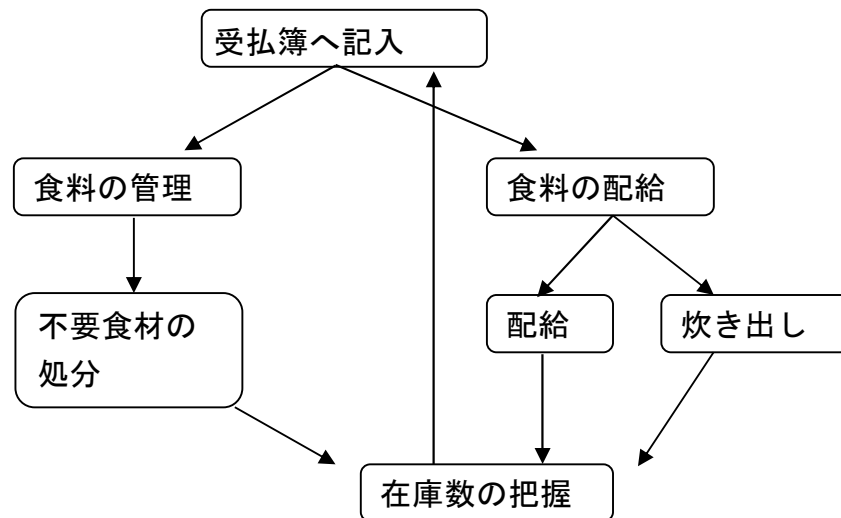 受払簿へ記入
食料の管理
食料の配給
不要食材の
処分
配給
炊き出し
在庫数の把握